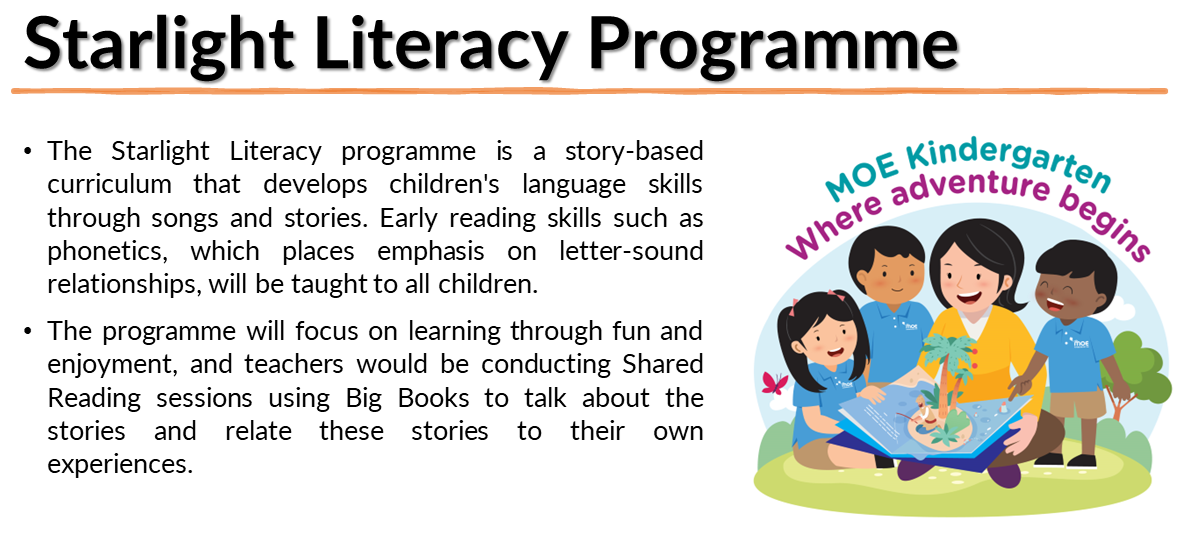 Starlight Literacy Programme
• The Starlight Literacy programme is a story-based
curriculum that develops children's language skills
through songs and stories. Early reading skills such as
phonetics, which places emphasis on letter-sound
relationships, will be taught to all children.
• The programme will focus on learning through fun and
enjoyment, and teachers would be conducting Shared
Reading sessions using Big Books to talk about the
stories and relate these stories to their own
experiences.
MOE Kindergarten
Where adventure begins
moe
moe
moe